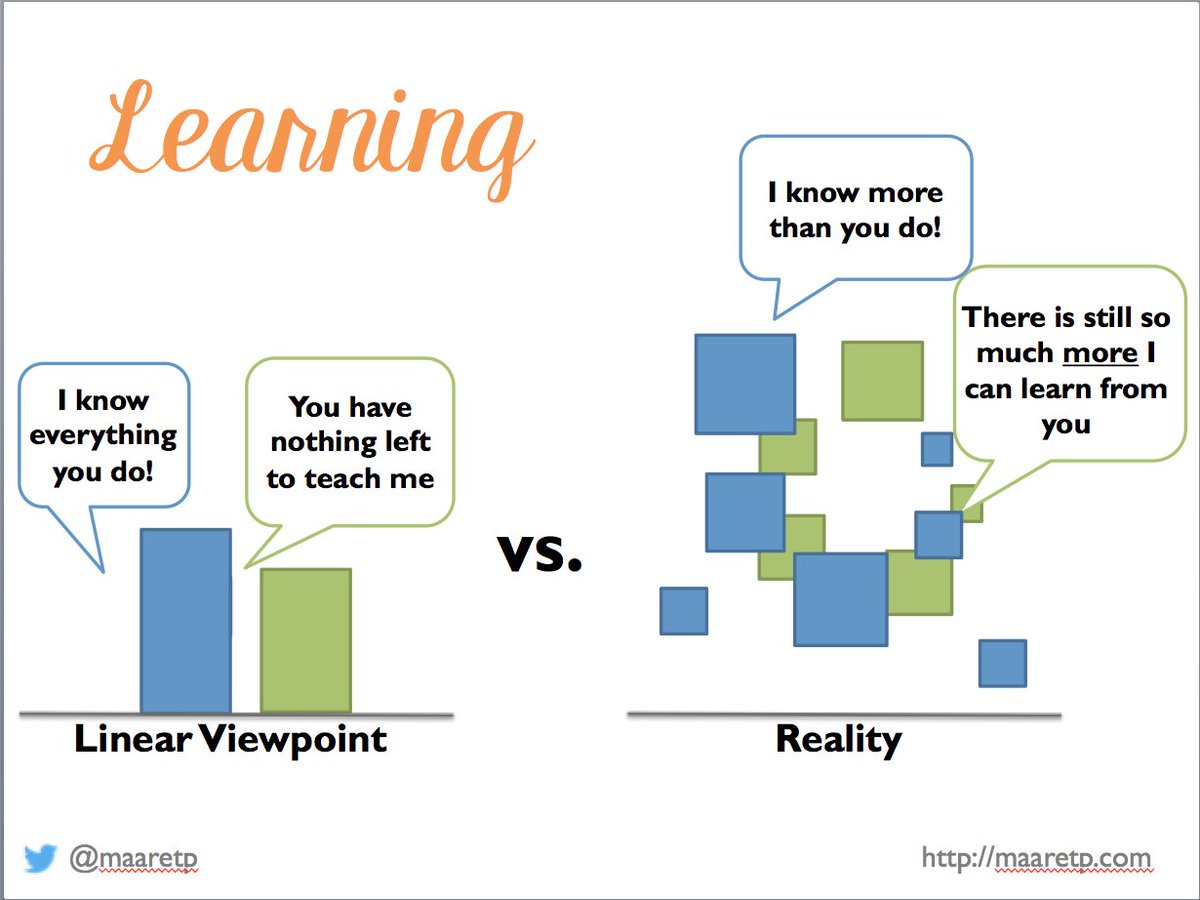 Learning
I know
everything
you do!
You have
nothing left
to teach me
Linear Viewpoint
vs.
I know more
than you do!
There is still so
much more I
can learn from
you
Reality
@maaretp
http://maaretp.com